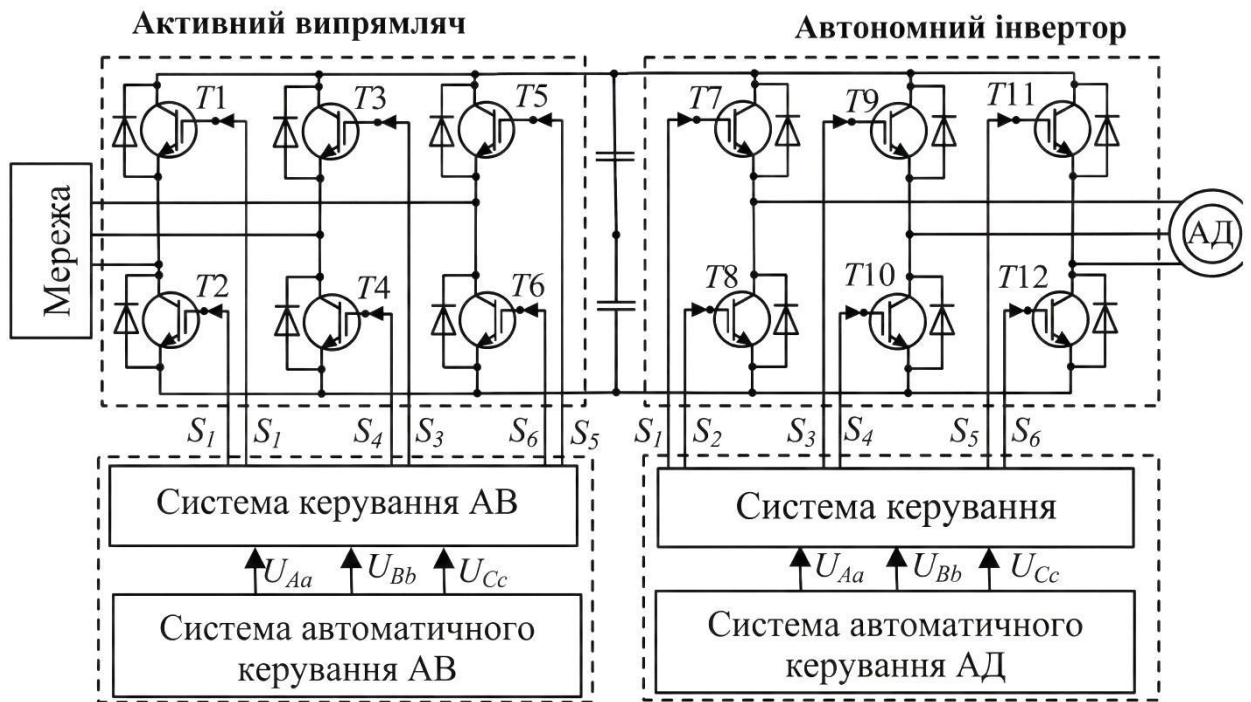 Активний випрямляч
Автономний інвертор
T1
T3
T5
T7
T9
T11
Мережа
АД
T2
T4
T6
T8
T10
T12
S1 S1 S4 S3 S6 S5
S1 S2 S3 S4 S5 S6
Система керування АВ
Система керування
UAa UBb UCc
UAa UBb UCc
Система автоматичного
керування АВ
Система автоматичного
керування АД